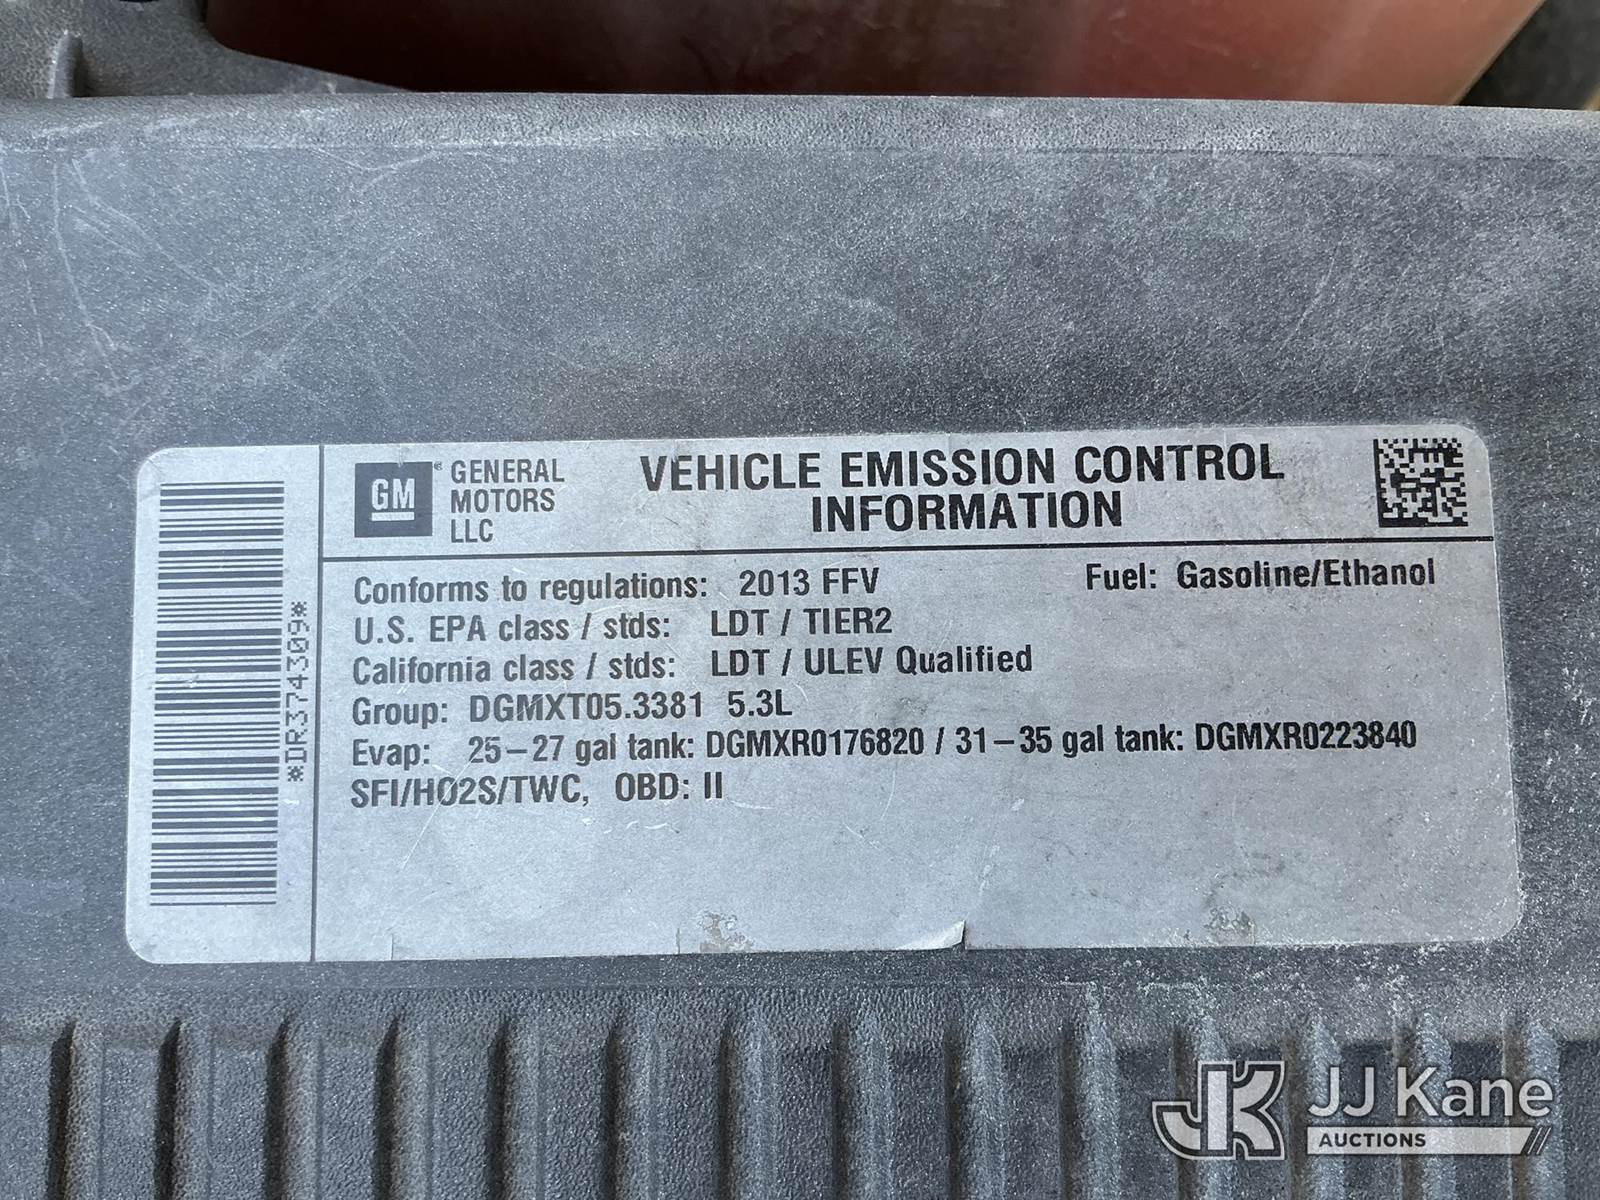 GM
GENERAL
MOTORS
LLC
VEHICLE EMISSION CONTROL
INFORMATION
Conforms to regulations: 2013 FFV
Fuel: Gasoline/Ethanol
U.S. EPA class / stds: LDT / TIER2
California class / stds: LDT / ULEV Qualified
Group: DGMXT05.3381 5.3L
Evap: 25-27 gal tank: DGMXR0176820 / 31-35 gal tank: DGMXR0223840
SFI/HO2S/TWC, OBD: II
*DR374309*
JK JJ Kane
AUCTIONS